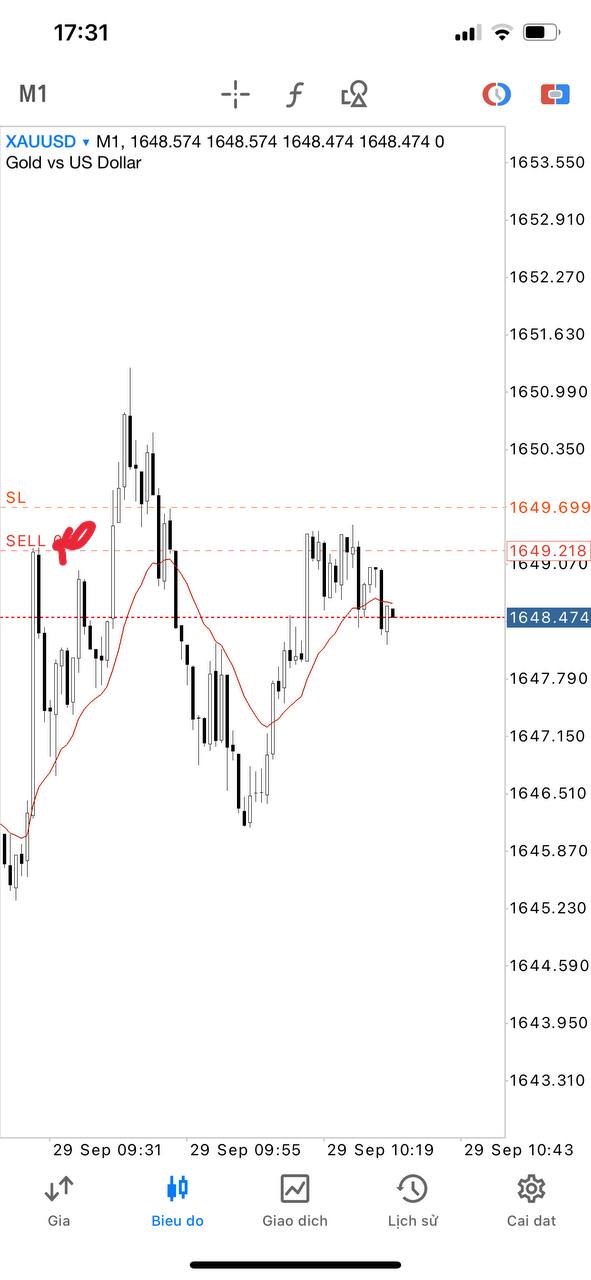 17:31
M1
XAUUSD ▾ M1, 1648.574 1648.574 1648.474 1648.474 0
Gold vs US Dollar
1653.550
1652.910
1652.270
1651.630
1650.990
1650.350
SL
1649.699
SELL
1649.218
1649.070
1648.474
1647.790
1647.150
1646.510
1645.870
1645.230
1644.590
1643.950
1643.310
29 Sep 09:31 29 Sep 09:55 29 Sep 10:19 29 Sep 10:43
Gia Bieu do Giao dich Lịch sử Cai dat